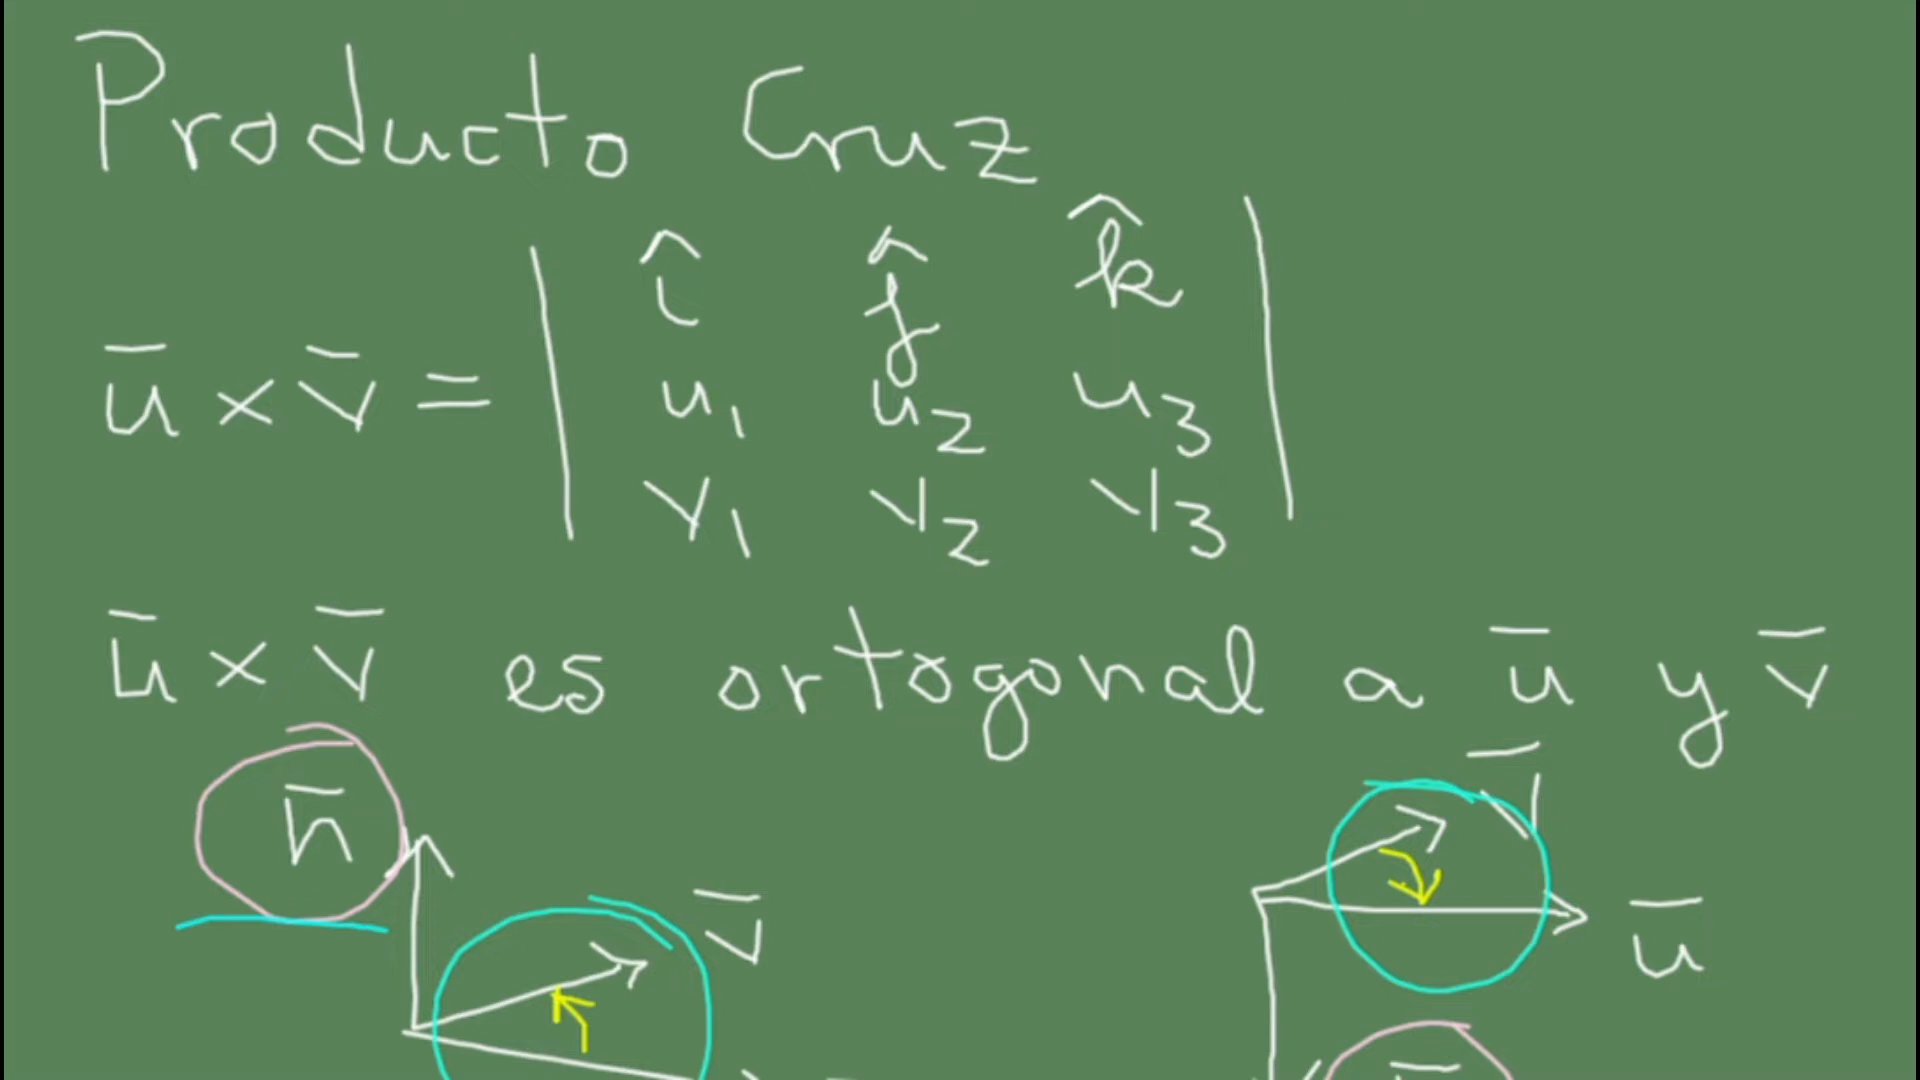 Producto Cruz
î ĵ k̂
ū × v̄ = | u₁ u₂ u₃ |
v₁ v₂ v₃
ū × v̄ es ortogonal a ū y v̄
n̄
v̄
v̄
ū